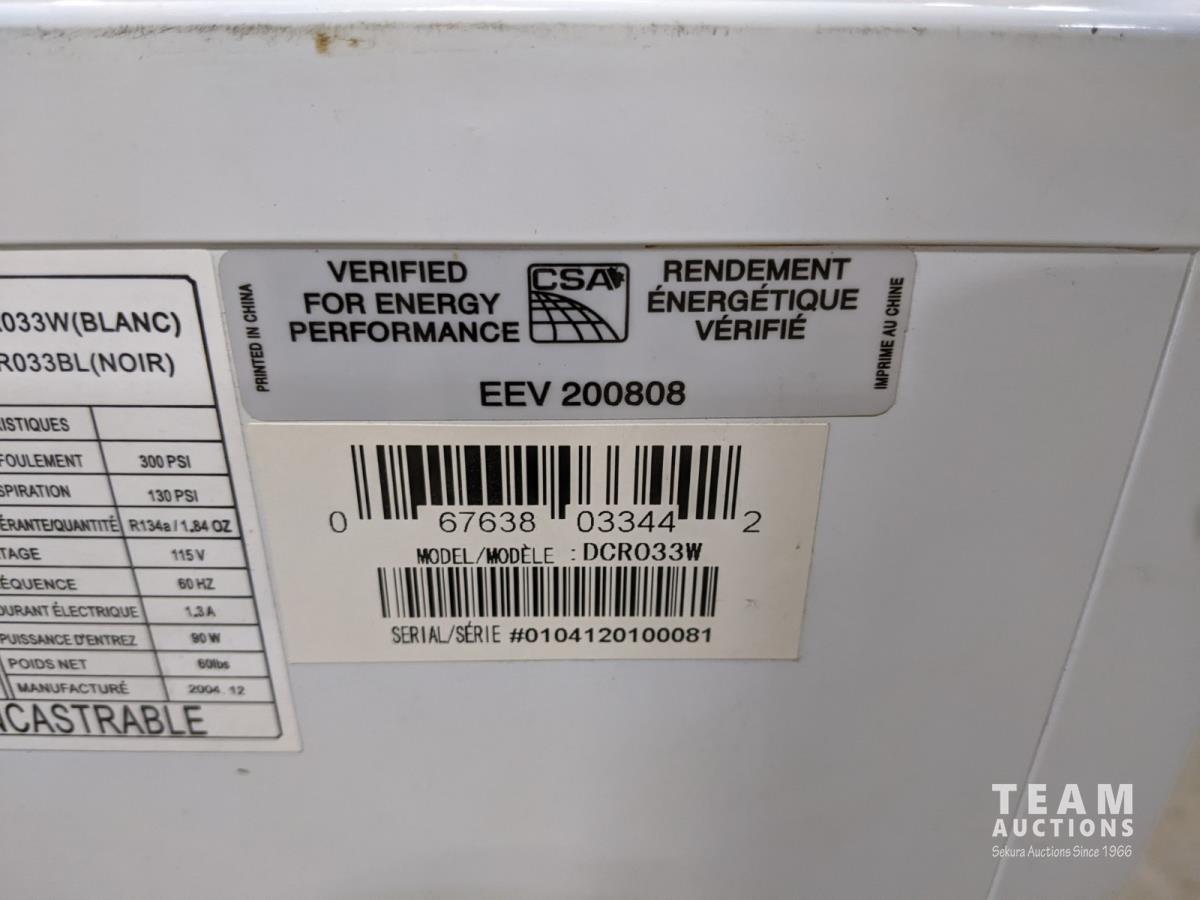 033W(BLANC)
R033BL(NOIR)
ISTIQUES
FOULEMENT 300 PSI
SPIRATION 130 PSI
ÉRANTE/QUANTITÉ R134a / 1.84 OZ
TAGE 115 V
ÉQUENCE 60 HZ
OURANT ÉLECTRIQUE 1.3 A
PUISSANCE D'ENTREZ 90 W
POIDS NET 60lbs
MANUFACTURÉ 2004.12
NCASTRABLE
PRINTED IN CHINA
VERIFIED
FOR ENERGY
PERFORMANCE
CSA
RENDEMENT
ÉNERGÉTIQUE
VÉRIFIÉ
IMPRIME AU CHINE
EEV 200808
0 67638 03344 2
MODEL/MODÈLE : DCR033W
SERIAL/SÉRIE #0104120100081
TEAM
AUCTIONS
Sekura Auctions Since 1966